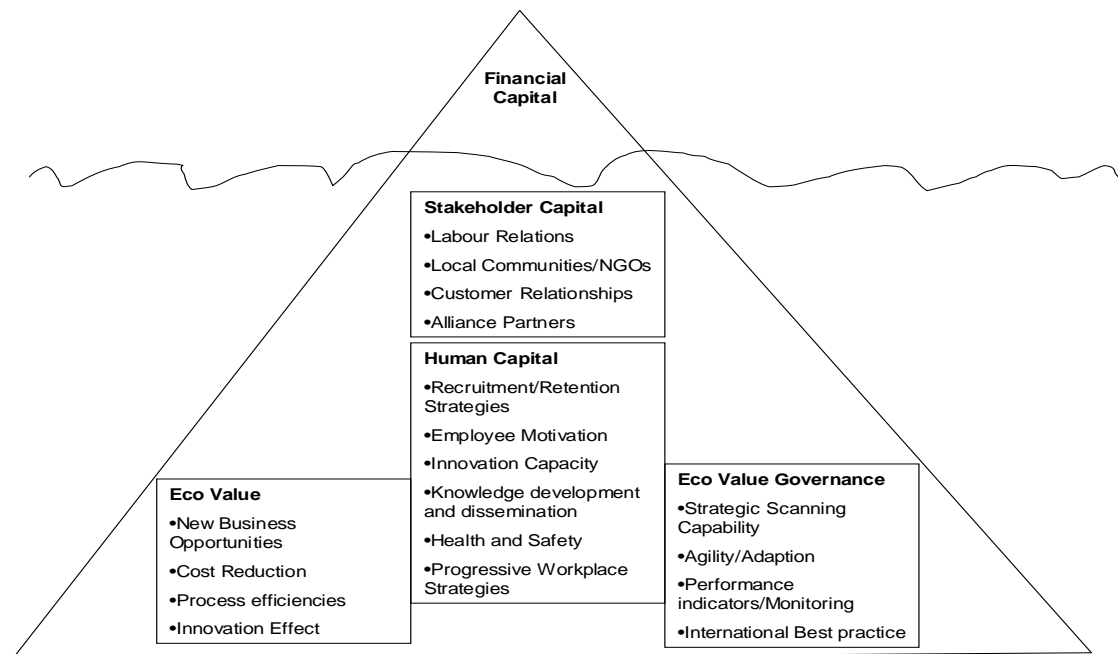 Financial
Capital
Stakeholder Capital
•Labour Relations
•Local Communities/NGOs
•Customer Relationships
•Alliance Partners
Human Capital
•Recruitment/Retention
Strategies
•Employee Motivation
•Innovation Capacity
•Knowledge development
and dissemination
•Health and Safety
•Progressive Workplace
Strategies
Eco Value
•New Business
Opportunities
•Cost Reduction
•Process efficiencies
•Innovation Effect
Eco Value Governance
•Strategic Scanning
Capability
•Agility/Adaption
•Performance
indicators/Monitoring
•International Best practice